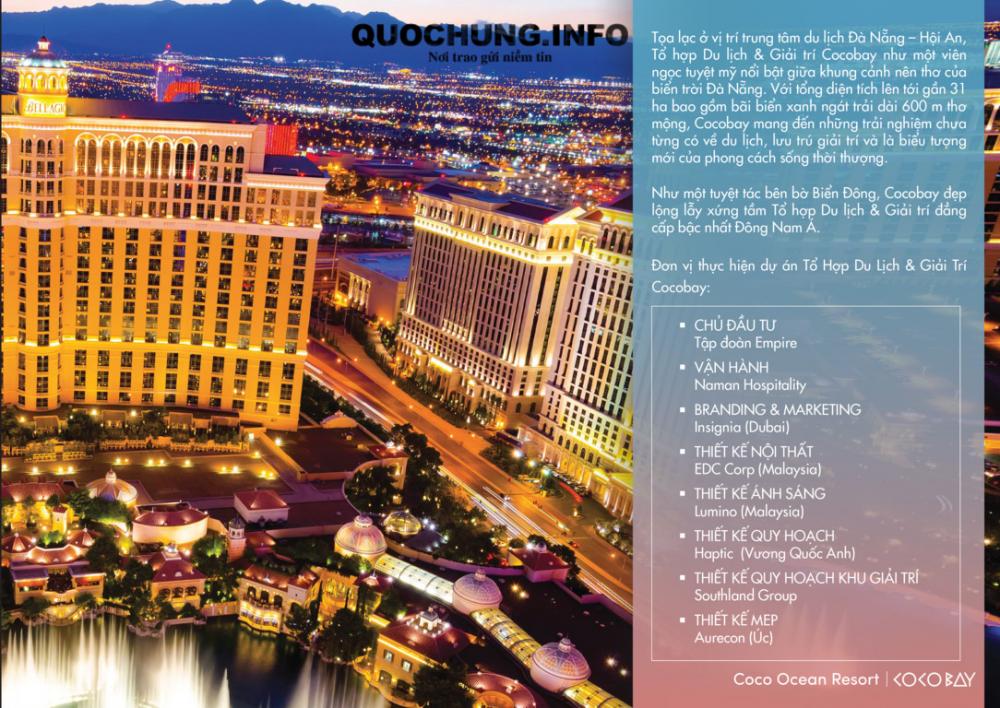 QUOCHUNG.INFO
Nơi trao gửi niềm tin
BELLAGIO
Tọa lạc ở vị trí trung tâm du lịch Đà Nẵng – Hội An,
Tổ hợp Du lịch & Giải trí Cocobay như một viên
ngọc tuyệt mỹ nổi bật giữa khung cảnh nên thơ của
biển trời Đà Nẵng. Với tổng diện tích lên tới gần 31
ha bao gồm bãi biển xanh ngát trải dài 600 m thơ
mộng, Cocobay mang đến những trải nghiệm chưa
từng có về du lịch, lưu trú giải trí và là biểu tượng
mới của phong cách sống thời thượng.
Như một tuyệt tác bên bờ Biển Đông, Cocobay đẹp
lộng lẫy xứng tầm Tổ hợp Du lịch & Giải trí đẳng
cấp bậc nhất Đông Nam Á.
Đơn vị thực hiện dự án Tổ Hợp Du Lịch & Giải Trí
Cocobay:
▪ CHỦ ĐẦU TƯ
Tập đoàn Empire
▪ VẬN HÀNH
Naman Hospitality
▪ BRANDING & MARKETING
Insignia (Dubai)
▪ THIẾT KẾ NỘI THẤT
EDC Corp (Malaysia)
▪ THIẾT KẾ ÁNH SÁNG
Lumino (Malaysia)
▪ THIẾT KẾ QUY HOẠCH
Haptic (Vương Quốc Anh)
▪ THIẾT KẾ QUY HOẠCH KHU GIẢI TRÍ
Southland Group
▪ THIẾT KẾ MEP
Aurecon (Úc)
Coco Ocean Resort | COCOBAY